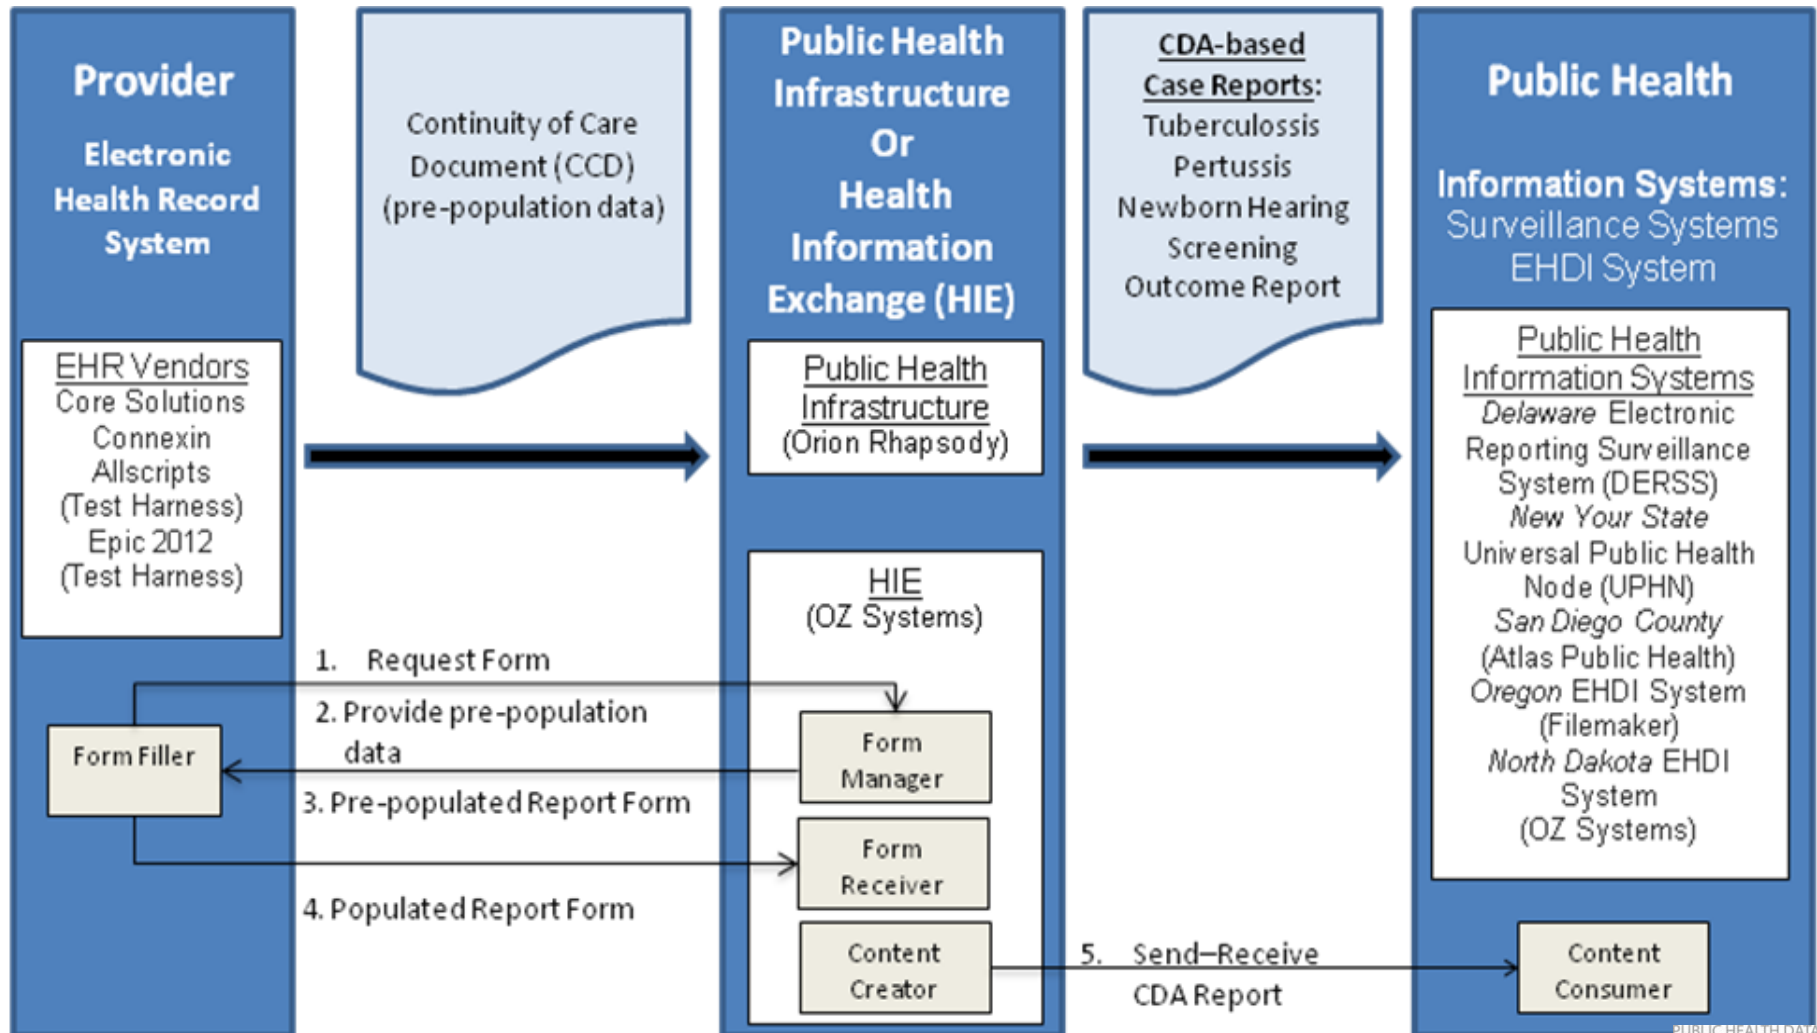 Provider
Electronic
Health Record
System
EHR Vendors
Core Solutions
Connexin
Allscripts
(Test Harness)
Epic 2012
(Test Harness)
Form Filler
Continuity of Care
Document (CCD)
(pre-population data)
1. Request Form
2. Provide pre-population
data
3. Pre-populated Report Form
4. Populated Report Form
Public Health
Infrastructure
Or
Health
Information
Exchange (HIE)
Public Health
Infrastructure
(Orion Rhapsody)
HIE
(OZ Systems)
Form
Manager
Form
Receiver
Content
Creator
CDA-based
Case Reports:
Tuberculossis
Pertussis
Newborn Hearing
Screening
Outcome Report
5. Send–Receive
CDA Report
Public Health
Information Systems:
Surveillance Systems
EHDI System
Public Health
Information Systems
Delaware Electronic
Reporting Surveillance
System (DERSS)
New Your State
Universal Public Health
Node (UPHN)
San Diego County
(Atlas Public Health)
Oregon EHDI System
(Filemaker)
North Dakota EHDI
System
(OZ Systems)
Content
Consumer
PUBLIC HEALTH DATA